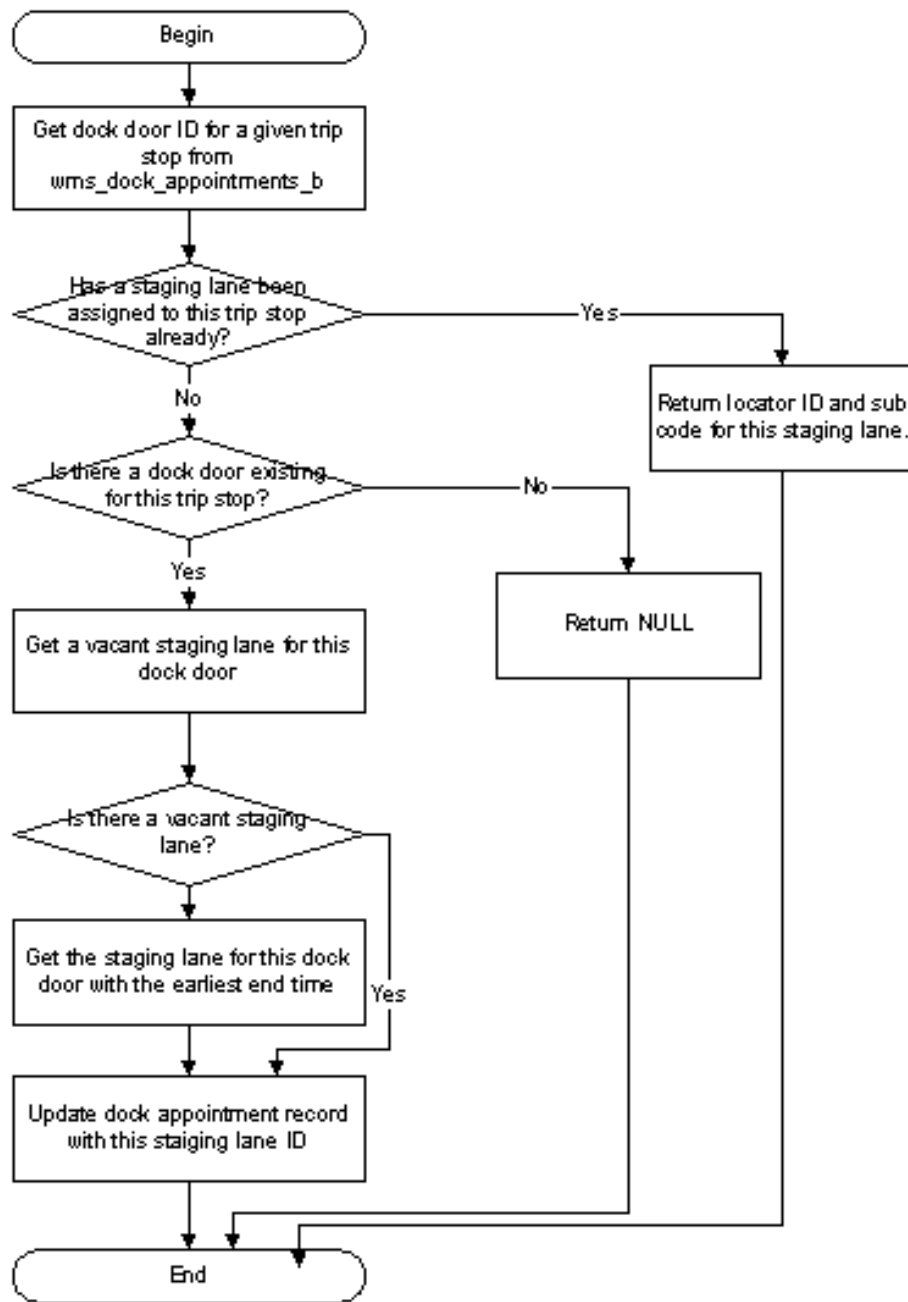 Begin
Get dock door ID for a given trip
stop from
wms_dock_appointments_b
Has a staging lane been
assigned to this trip stop
already?
Yes
No
Return locator ID and sub
code for this staging lane.
Is there a dock door existing
for this trip stop?
No
Yes
Return NULL
Get a vacant staging lane for this
dock door
Is there a vacant staging
lane?
Get the staging lane for this dock
door with the earliest end time
Yes
Update dock appointment record
with this staiging lane ID
End